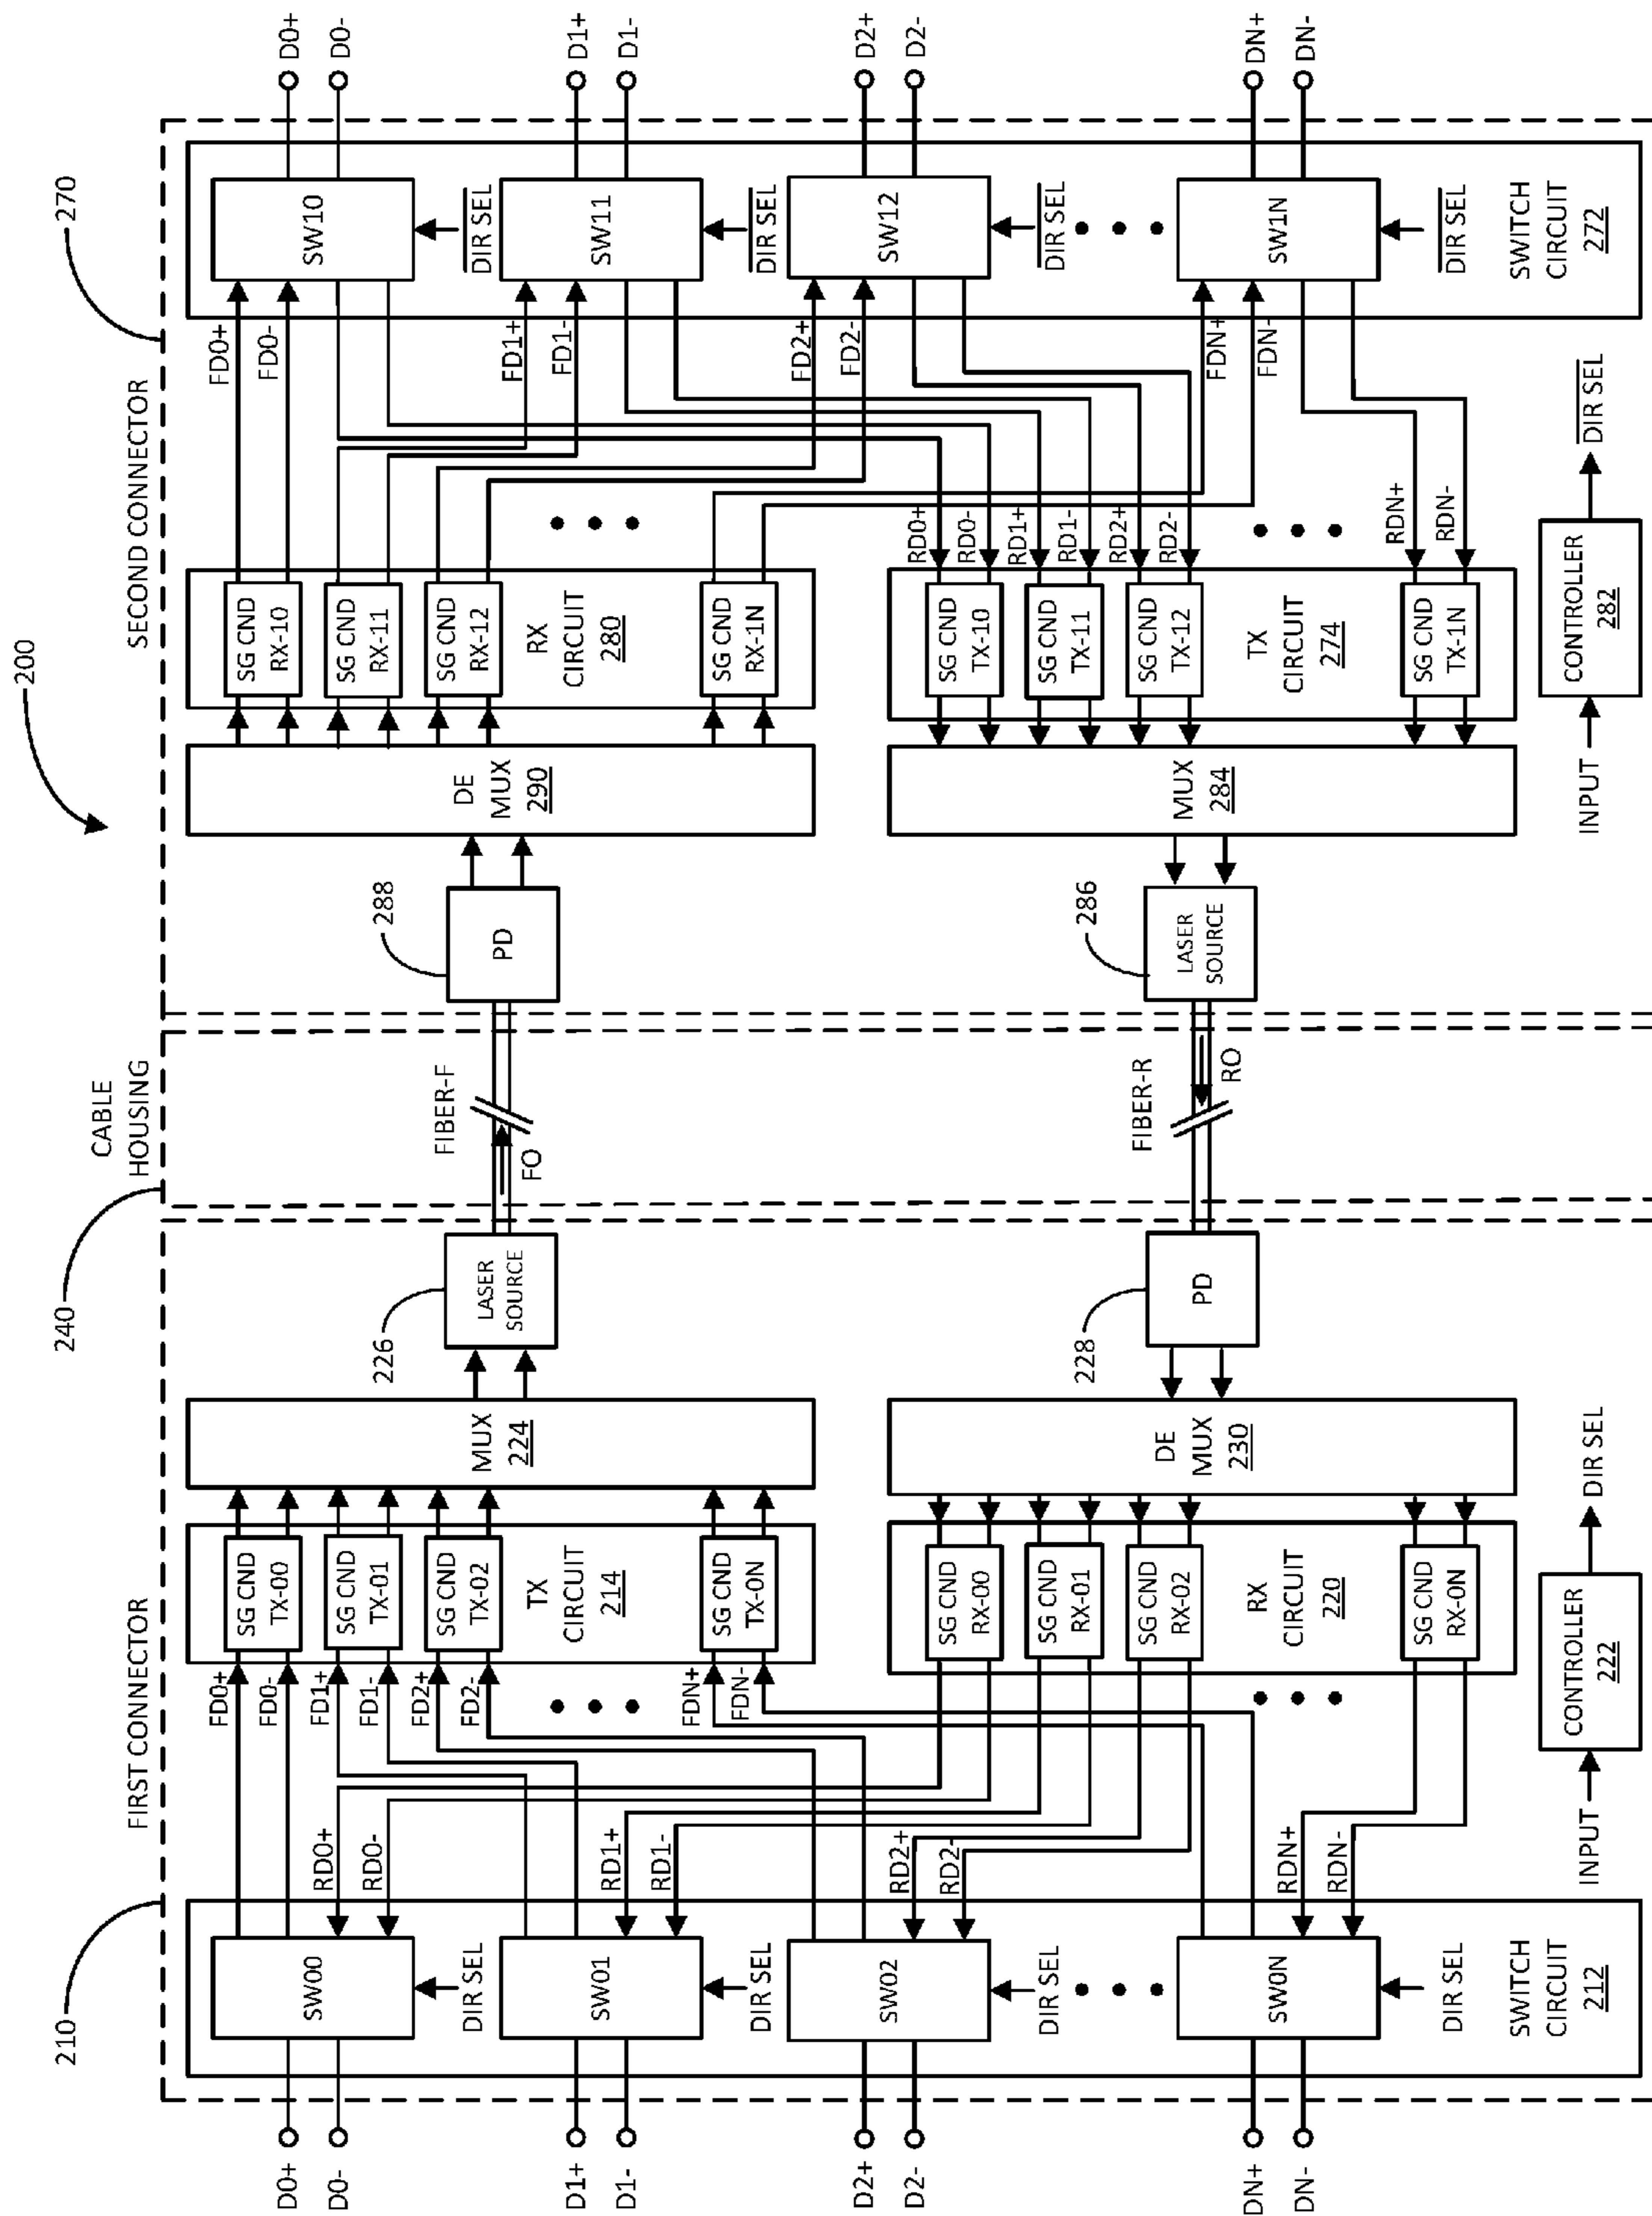 200
210
FIRST CONNECTOR
240
CABLE
HOUSING
SECOND CONNECTOR
270
D0+
D0-
D1+
D1-
D2+
D2-
DN+
DN-
SW00
DIR SEL
SW01
DIR SEL
SW02
DIR SEL
SW0N
DIR SEL
SWITCH
CIRCUIT
212
FD0+
FD0-
FD1+
FD1-
FD2+
FD2-
FDN+
FDN-
RD0+
RD0-
RD1+
RD1-
RD2+
RD2-
RDN+
RDN-
SG CND
TX-00
SG CND
TX-01
SG CND
TX-02
TX
CIRCUIT
214
SG CND
TX-0N
SG CND
RX-00
SG CND
RX-01
SG CND
RX-02
RX
CIRCUIT
220
SG CND
RX-0N
INPUT
CONTROLLER
222
DIR SEL
MUX
224
DE
MUX
230
226
LASER
SOURCE
228
PD
FIBER-F
FO
FIBER-R
RO
288
PD
286
LASER
SOURCE
DE
MUX
290
MUX
284
SG CND
RX-10
SG CND
RX-11
SG CND
RX-12
RX
CIRCUIT
280
SG CND
RX-1N
SG CND
TX-10
SG CND
TX-11
SG CND
TX-12
TX
CIRCUIT
274
SG CND
TX-1N
INPUT
CONTROLLER
282
DIR SEL
RD0+
RD0-
RD1+
RD1-
RD2+
RD2-
RDN+
RDN-
FD0+
FD0-
FD1+
FD1-
FD2+
FD2-
FDN+
FDN-
SW10
DIR SEL
SW11
DIR SEL
SW12
DIR SEL
SW1N
DIR SEL
SWITCH
CIRCUIT
272
D0+
D0-
D1+
D1-
D2+
D2-
DN+
DN-